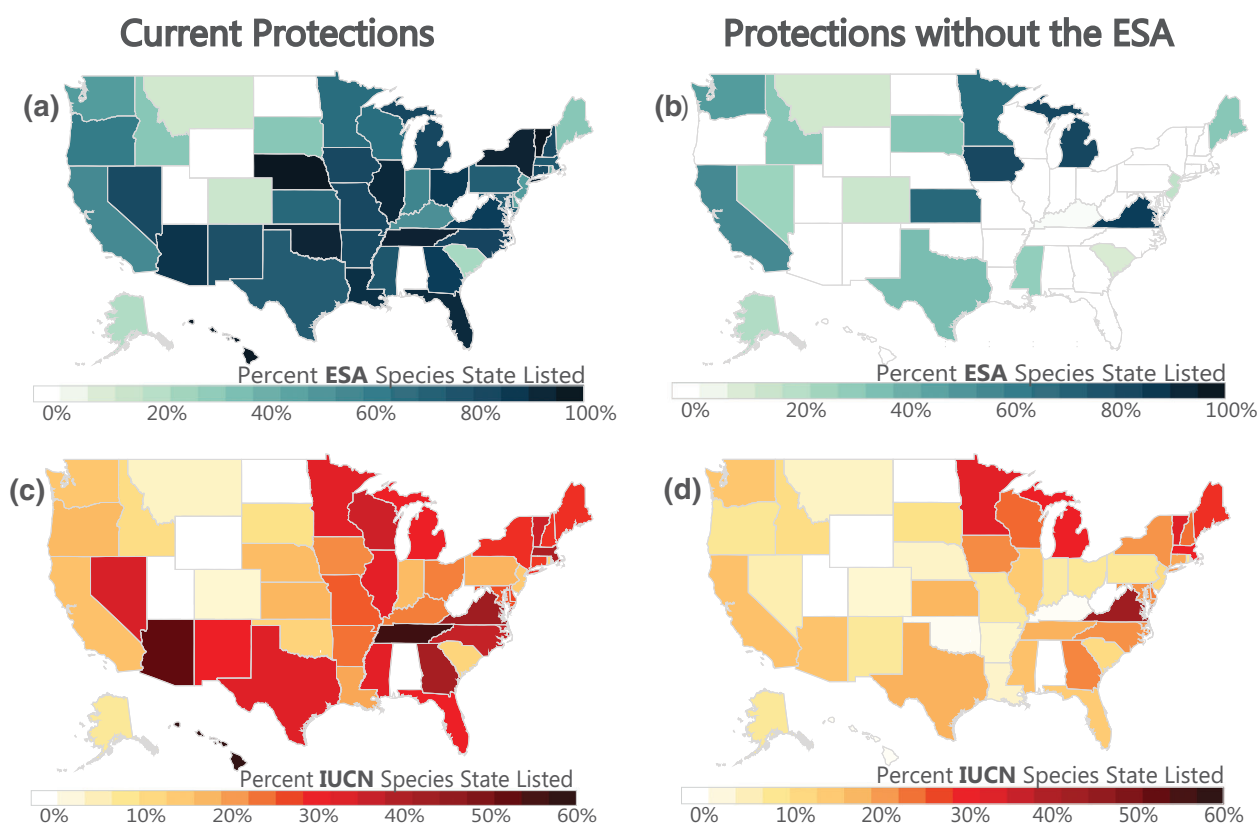 Current Protections
Protections without the ESA
(a)
(b)
Percent ESA Species State Listed
0% 20% 40% 60% 80% 100%
Percent ESA Species State Listed
0% 20% 40% 60% 80% 100%
(c)
(d)
Percent IUCN Species State Listed
0% 10% 20% 30% 40% 50% 60%
Percent IUCN Species State Listed
0% 10% 20% 30% 40% 50% 60%